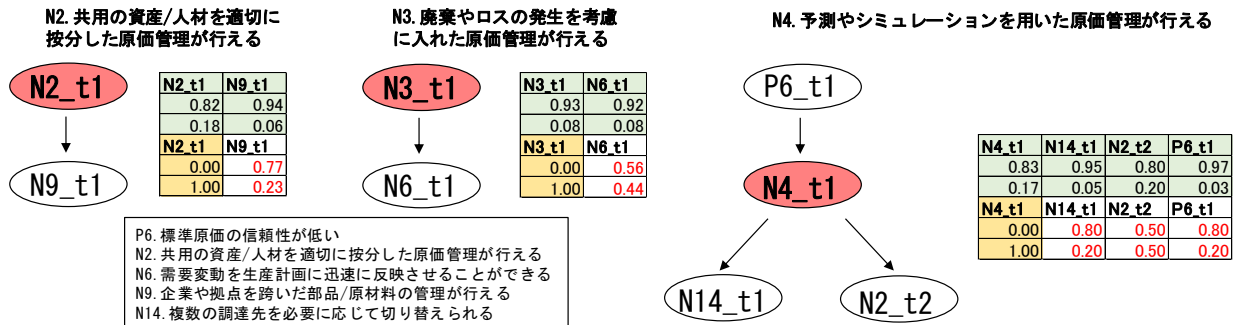 N2.共用の資産/人材を適切に
按分した原価管理が行える
N2_t1
N9_t1
N2_t1 N9_t1
0.82 0.94
0.18 0.06
N2_t1 N9_t1
0.00 0.77
1.00 0.23
N3.廃棄やロスの発生を考慮
に入れた原価管理が行える
N3_t1
N6_t1
N3_t1 N6_t1
0.93 0.92
0.08 0.08
N3_t1 N6_t1
0.00 0.56
1.00 0.44
N4.予測やシミュレーションを用いた原価管理が行える
P6_t1
N4_t1
N14_t1
N2_t2
N4_t1 N14_t1 N2_t2 P6_t1
0.83 0.95 0.80 0.97
0.17 0.05 0.20 0.03
N4_t1 N14_t1 N2_t2 P6_t1
0.00 0.80 0.50 0.80
1.00 0.20 0.50 0.20
P6.標準原価の信頼性が低い
N2.共用の資産/人材を適切に按分した原価管理が行える
N6.需要変動を生産計画に迅速に反映させることができる
N9.企業や拠点を跨いだ部品/原材料の管理が行える
N14.複数の調達先を必要に応じて切り替えられる